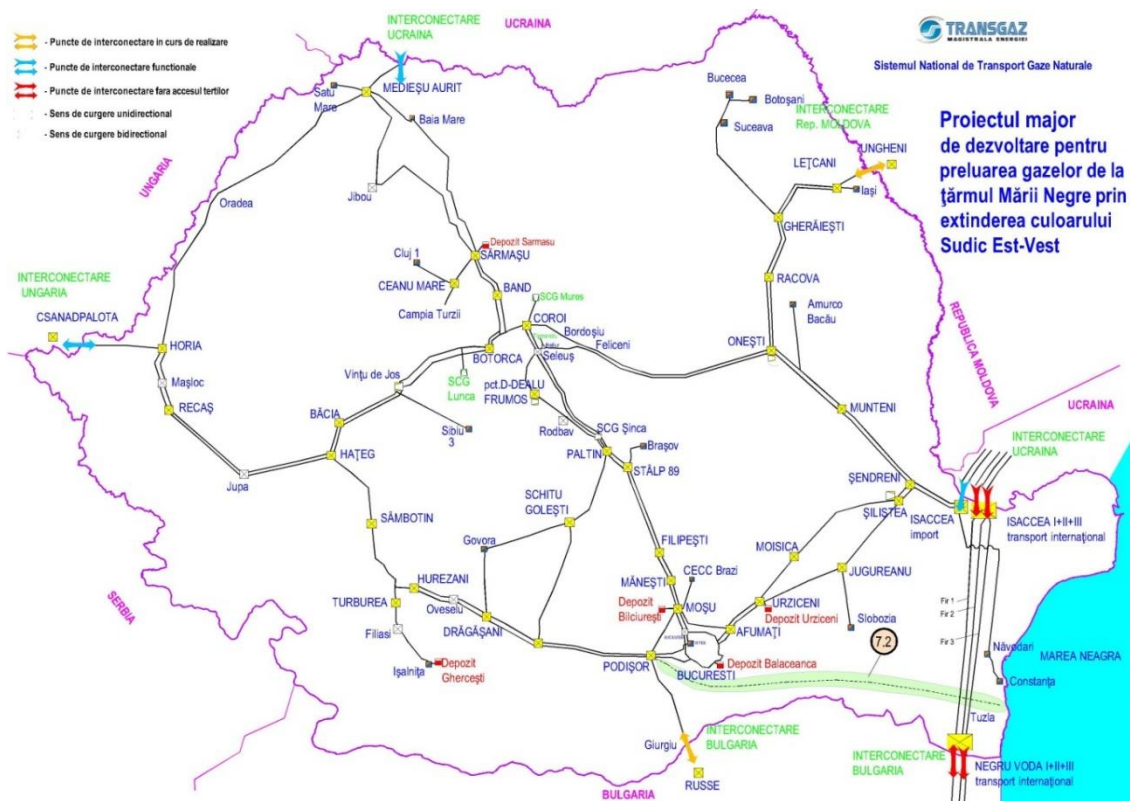 INTERCONECTARE
UCRAINA
UCRAINA
TRANSGAZ
MAGISTRALA ENERGIEI
Sistemul National de Transport Gaze Naturale
- Puncte de interconectare in curs de realizare
- Puncte de interconectare functionale
- Puncte de interconectare fara accesul tertilor
- Sens de curgere unidirectional
- Sens de curgere bidirectional
Proiectul major
de dezvoltare pentru
preluarea gazelor de la
ţărmul Mării Negre prin
extinderea culoarului
Sudic Est-Vest
Satu
Mare
MEDIEŞU AURIT
Baia Mare
Bucecea
Botoşani
Suceava
INTERCONECTARE
Rep. MOLDOVA
UNGHENI
LEŢCANI
Iaşi
UNGARIA
Jibou
Oradea
GHERĂIEŞTI
Depozit Sarmasu
SĂRMAŞU
Cluj 1
CEANU MARE
Campia Turzii
BAND
RACOVA
Amurco
Bacău
REPUBLICA MOLDOVA
INTERCONECTARE
UNGARIA
CSANADPALOTA
HORIA
Maşloc
RECAŞ
SCG Mures
COROI
Bordoşiu
Feliceni
Seleuş
BOTORCA
ONEŞTI
Vinţu de Jos
SCG
Lunca
pct.D-DEALU
FRUMOS
BĂCIA
Sibiu
3
Rodbav
SCG Şinca
MUNTENI
UCRAINA
INTERCONECTARE
UCRAINA
HAŢEG
Jupa
PALTIN
Braşov
STÂLP 89
ŞENDRENI
ŞILIŞTEA
ISACCEA
import
ISACCEA I+II+III
transport internaţional
SCHITU
GOLEŞTI
SÂMBOTIN
Govora
FILIPEŞTI
MOISICA
CECC Brazi
JUGUREANU
MĂNEŞTI
HUREZANI
Oveselu
TURBUREA
Depozit
Bilciureşti
MOŞU
URZICENI
Depozit Urziceni
Slobozia
Fir 1
Fir 2
Fir 3
SERBIA
Filiasi
DRĂGĂŞANI
AFUMAŢI
7.2
Işalniţa
Depozit
Gherceşti
PODIŞOR
BUCURESTI
Depozit Balaceanca
Năvodari
MAREA NEAGRA
Constanţa
Tuzla
Giurgiu
INTERCONECTARE
BULGARIA
RUSSE
BULGARIA
INTERCONECTARE
BULGARIA
NEGRU VODA I+II+III
transport internaţional